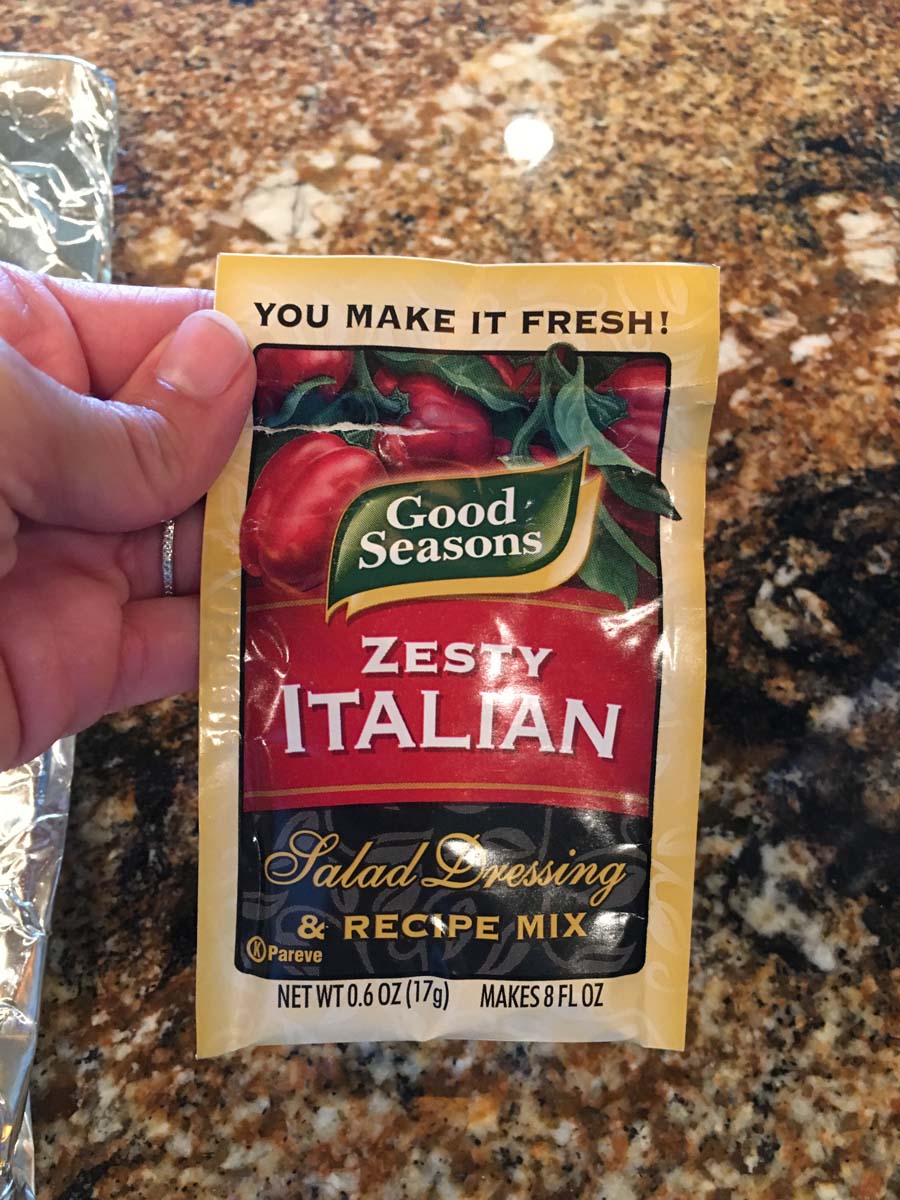 YOU MAKE IT FRESH!
Good
Seasons
ZESTY
ITALIAN
Salad Dressing
& RECIPE MIX
K Pareve
NET WT 0.6 OZ (17g) MAKES 8 FL OZ